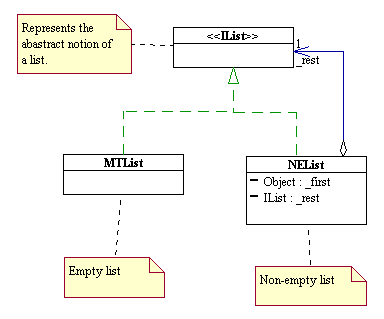 Represents the
abastract notion of
a list.
<<IList>>
1
_rest
MTList
NEList
Object : _first
IList : _rest
Empty list
Non-empty list